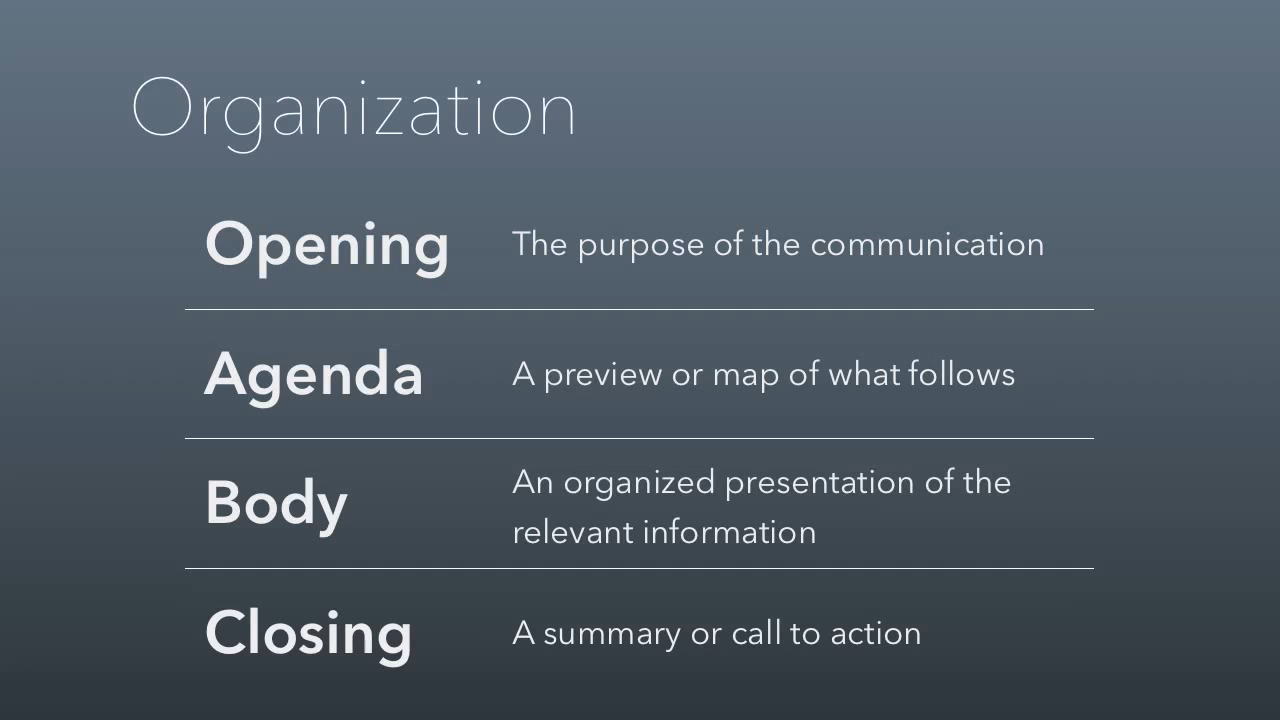 Organization
Opening
The purpose of the communication
Agenda
A preview or map of what follows
Body
An organized presentation of the
relevant information
Closing
A summary or call to action